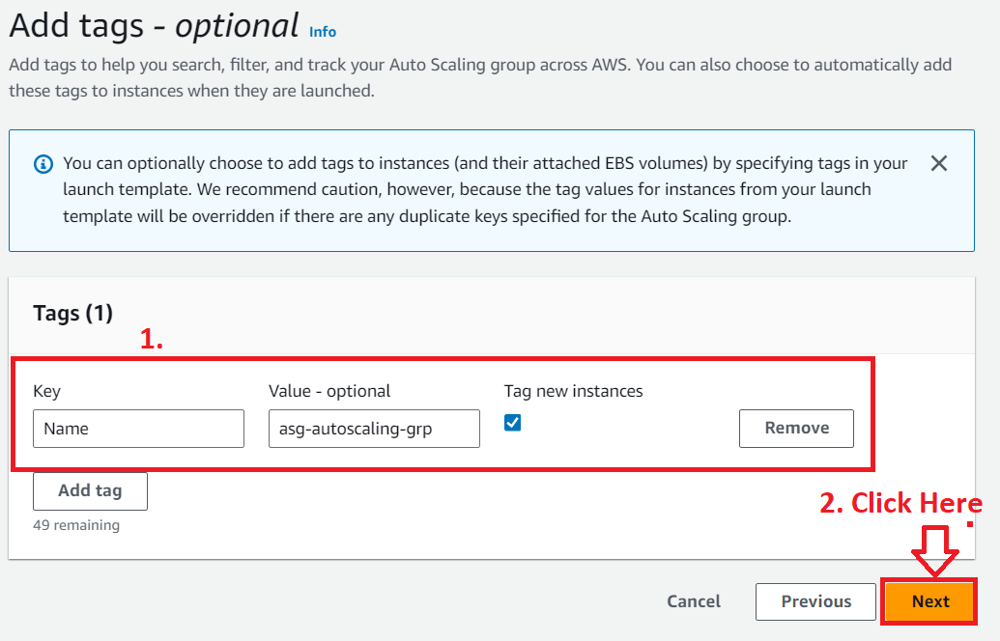 Add tags - optional Info
Add tags to help you search, filter, and track your Auto Scaling group across AWS. You can also choose to automatically add
these tags to instances when they are launched.
You can optionally choose to add tags to instances (and their attached EBS volumes) by specifying tags in your
launch template. We recommend caution, however, because the tag values for instances from your launch
template will be overridden if there are any duplicate keys specified for the Auto Scaling group.
Tags (1)
1.
Key Value - optional Tag new instances
Name asg-autoscaling-grp Remove
Add tag
49 remaining
2. Click Here
Cancel Previous Next